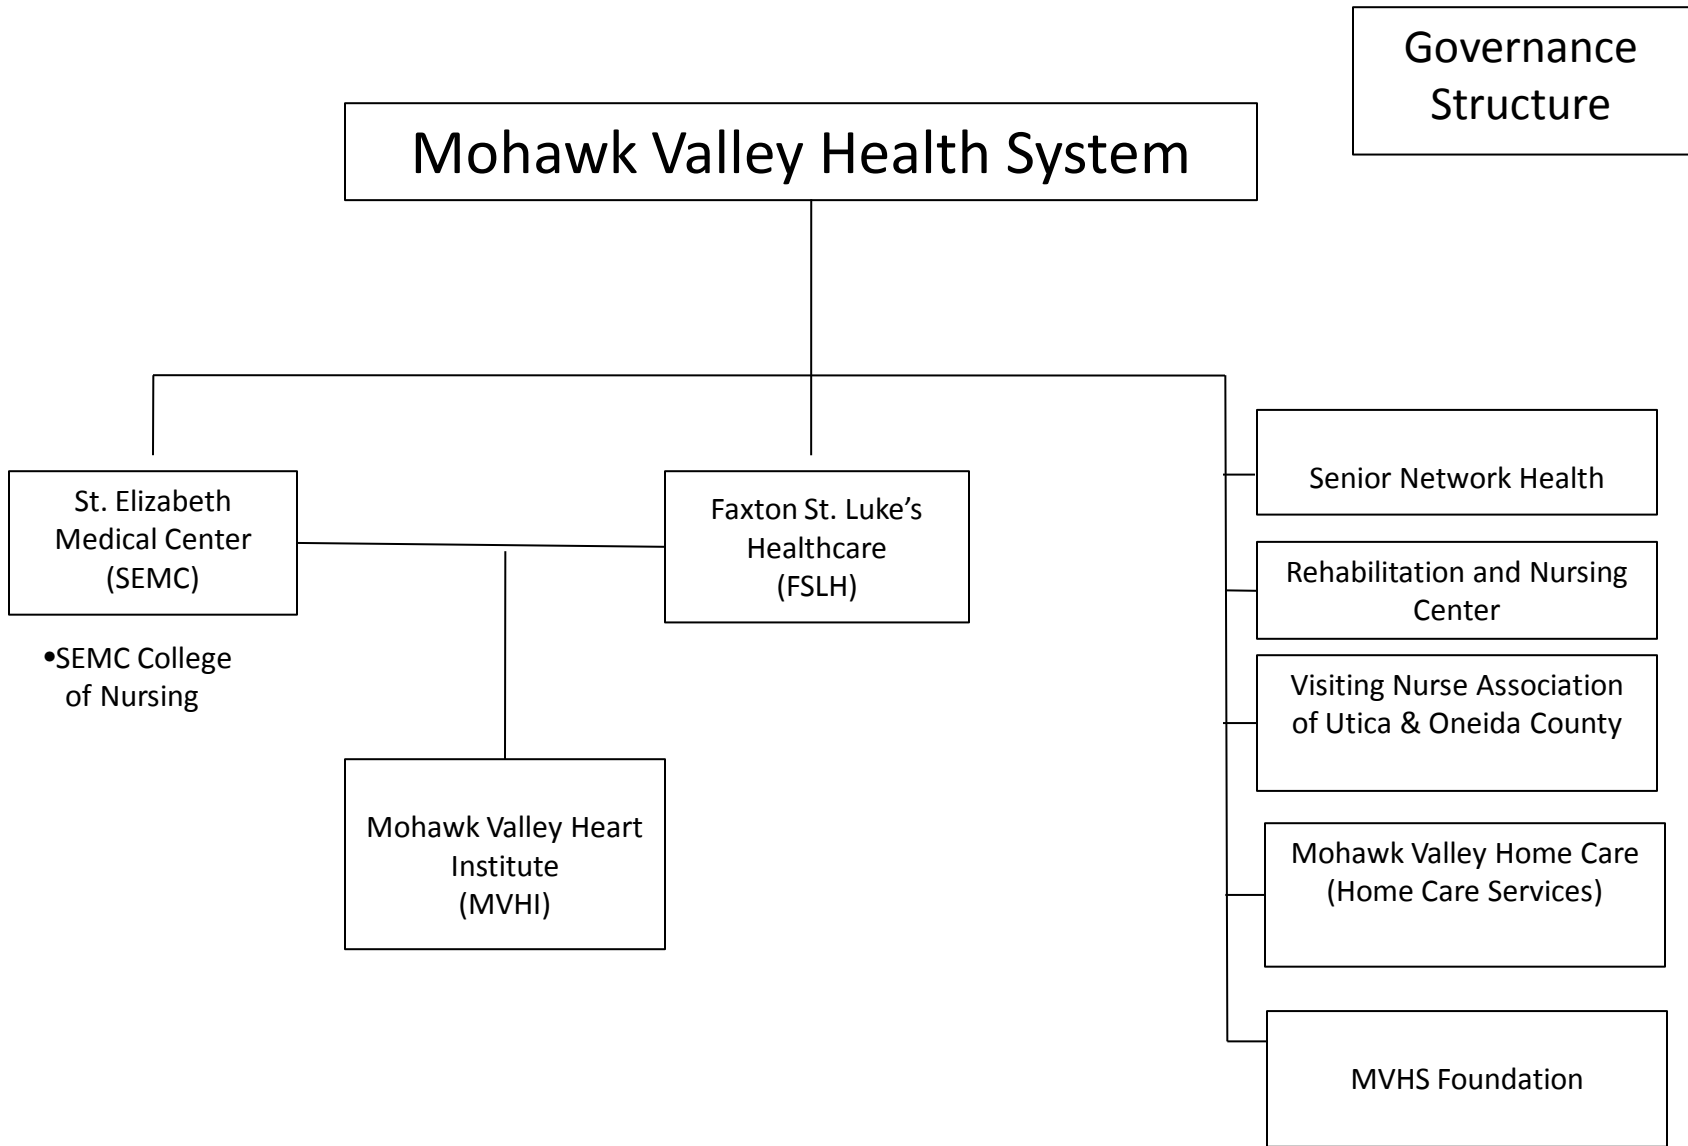 Governance
Structure
Mohawk Valley Health System
St. Elizabeth
Medical Center
(SEMC)
•SEMC College
of Nursing
Faxton St. Luke’s
Healthcare
(FSLH)
Mohawk Valley Heart
Institute
(MVHI)
Senior Network Health
Rehabilitation and Nursing
Center
Visiting Nurse Association
of Utica & Oneida County
Mohawk Valley Home Care
(Home Care Services)
MVHS Foundation